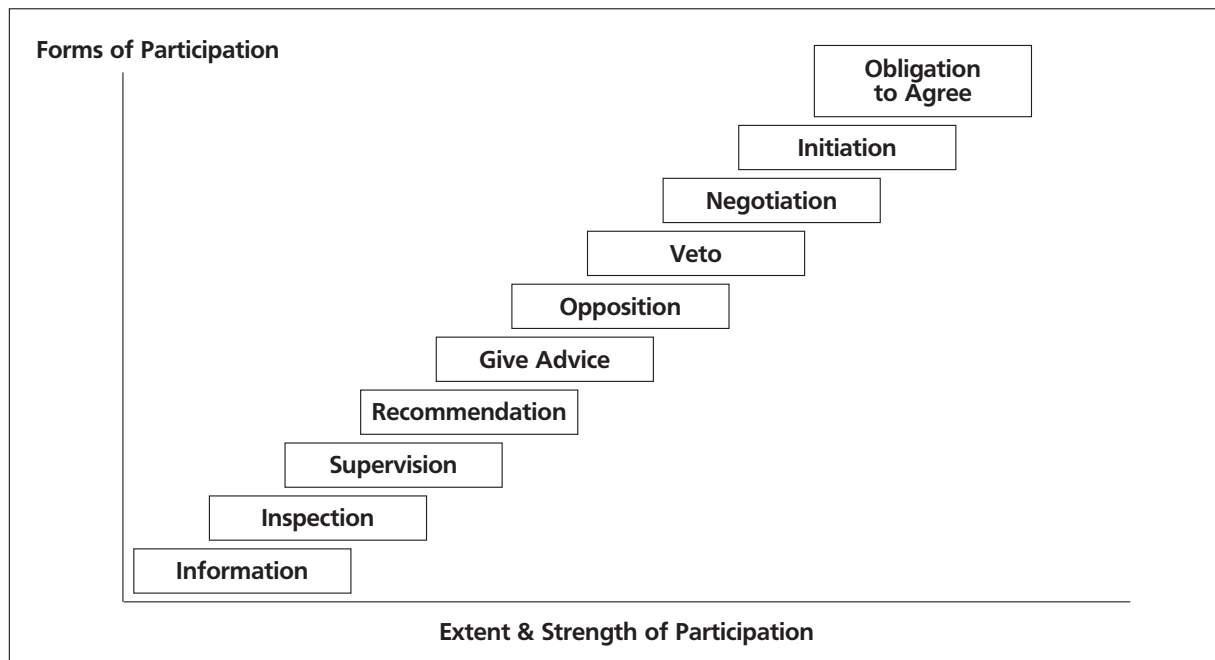 Forms of Participation
Obligation
to Agree
Initiation
Negotiation
Veto
Opposition
Give Advice
Recommendation
Supervision
Inspection
Information
Extent & Strength of Participation